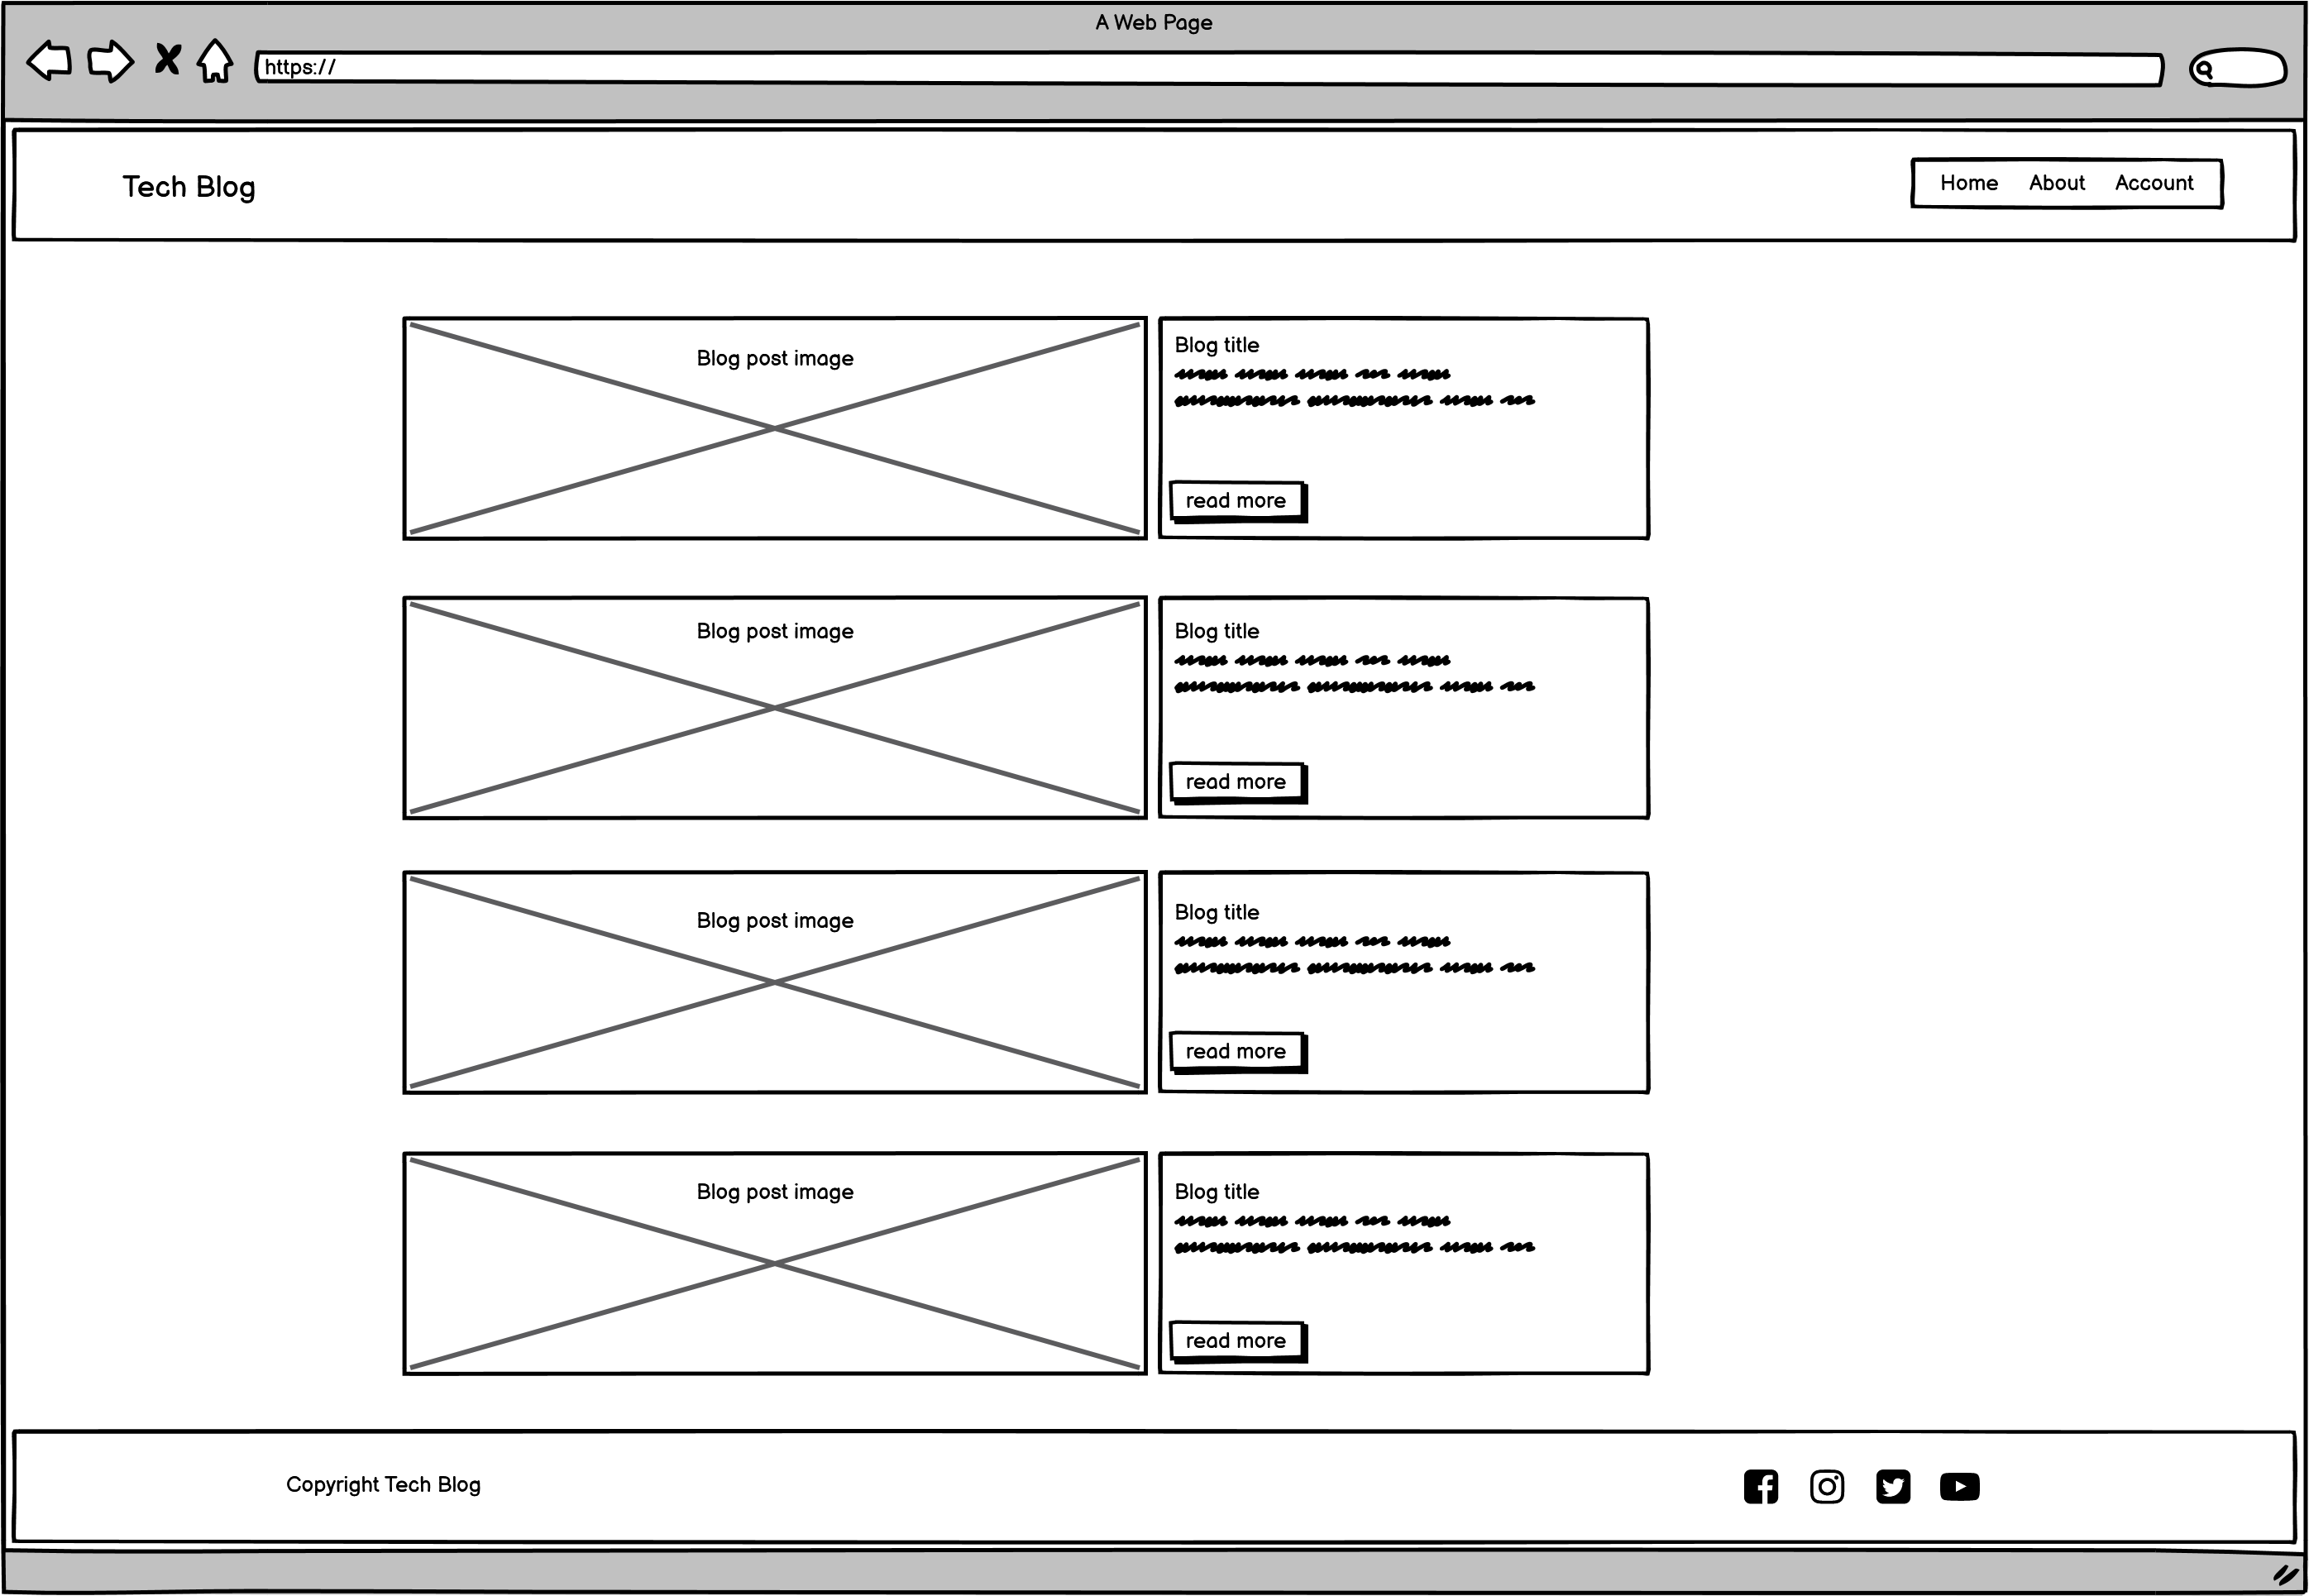 A Web Page
https://
Tech Blog
Home About Account
Blog post image
Blog title
read more
Blog post image
Blog title
read more
Blog post image
Blog title
read more
Blog post image
Blog title
read more
Copyright Tech Blog